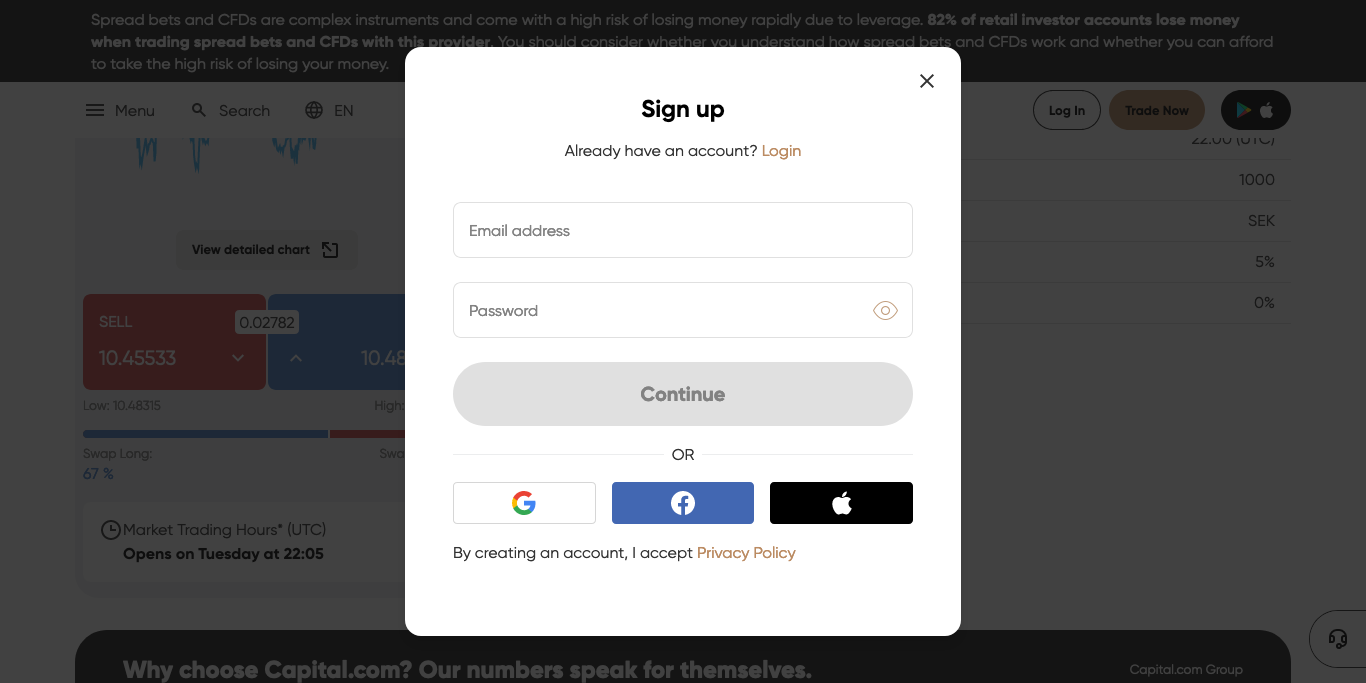 Spread bets and CFDs are complex instruments and come with a high risk of losing money rapidly due to leverage. 82% of retail investor accounts lose money
when trading spread bets and CFDs with this provider. You should consider whether you understand how spread bets and CFDs work and whether you can afford
to take the high risk of losing your money.
Menu
Search
EN
Log In
Trade Now
22:00 (UTC)
1000
SEK
5%
0%
View detailed chart
SELL
0.02782
10.45533
10.48
Low: 10.48315
High:
Swap Long:
Swa
67 %
Market Trading Hours* (UTC)
Opens on Tuesday at 22:05
Sign up
Already have an account? Login
Email address
Password
Continue
OR
By creating an account, I accept Privacy Policy
Why choose Capital.com? Our numbers speak for themselves.
Capital.com Group